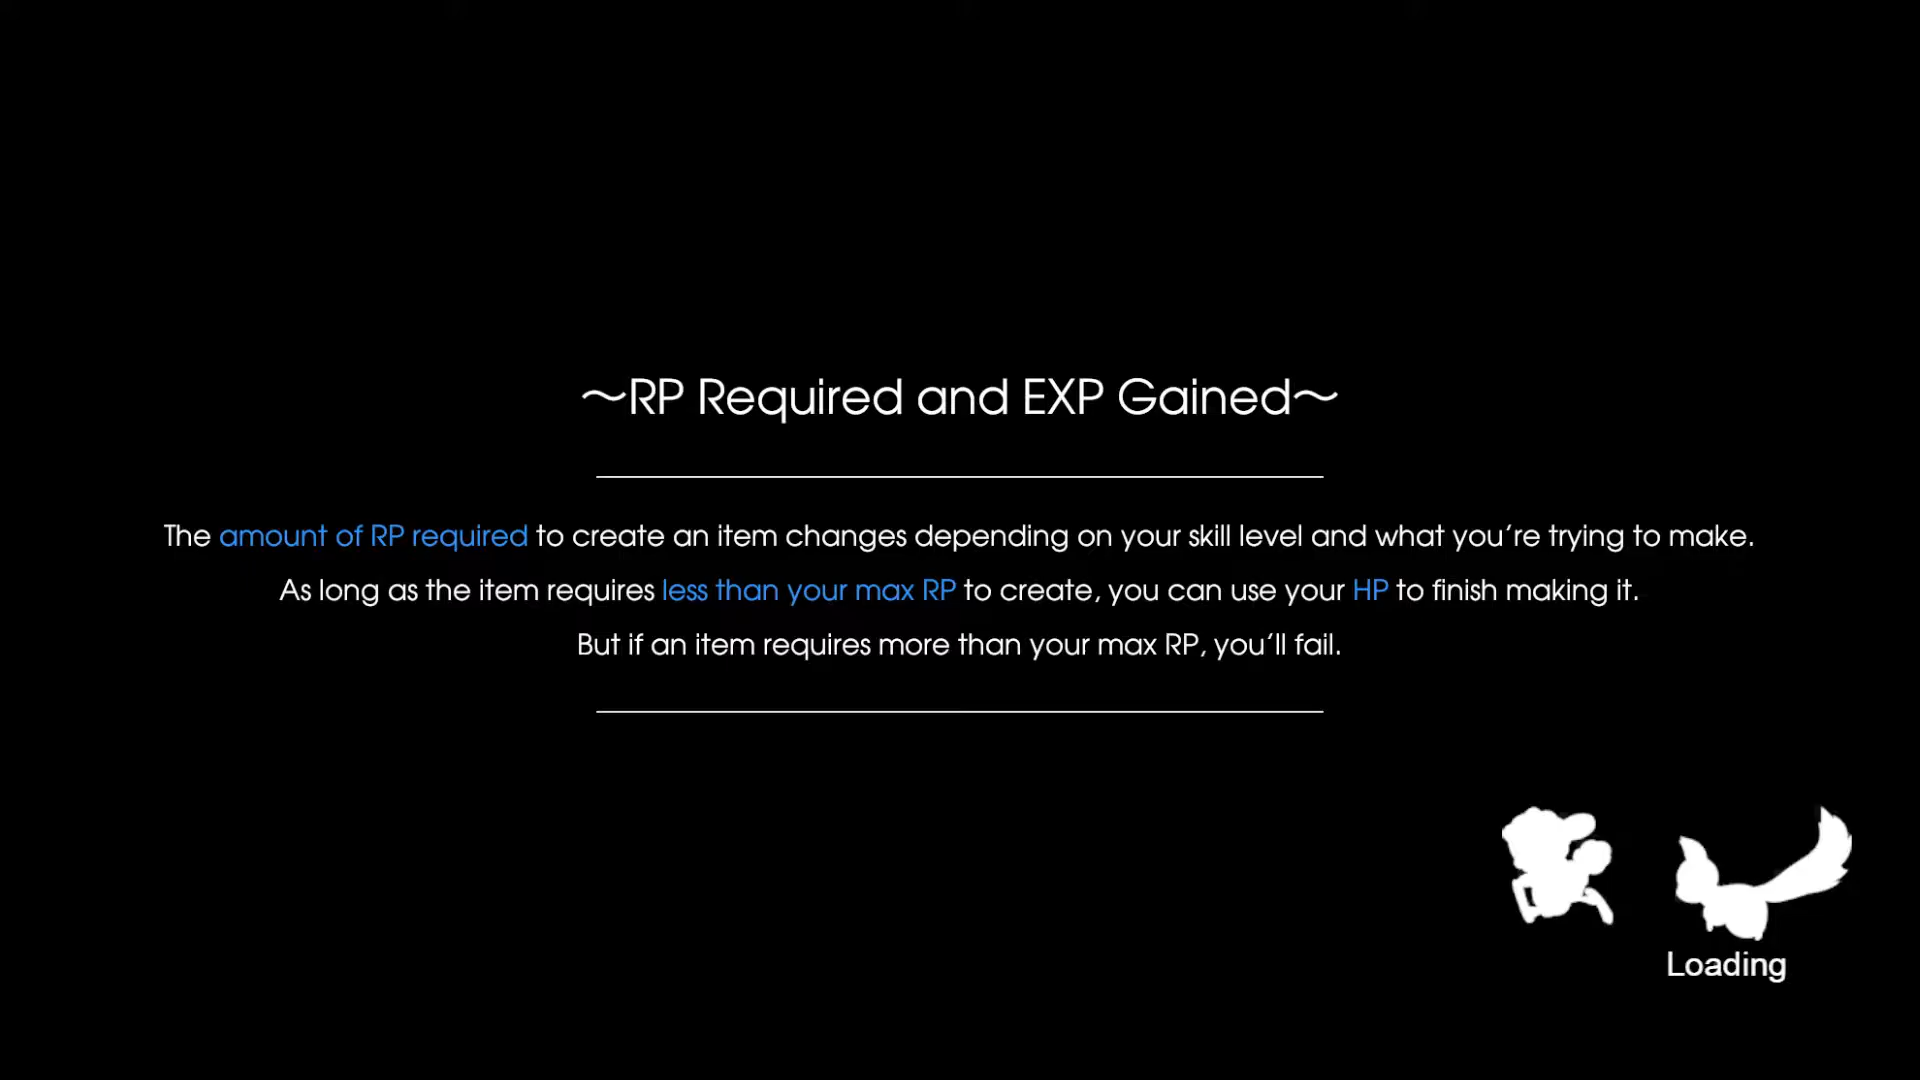 ～RP Required and EXP Gained～
The amount of RP required to create an item changes depending on your skill level and what you’re trying to make.
As long as the item requires less than your max RP to create, you can use your HP to finish making it.
But if an item requires more than your max RP, you’ll fail.
Loading